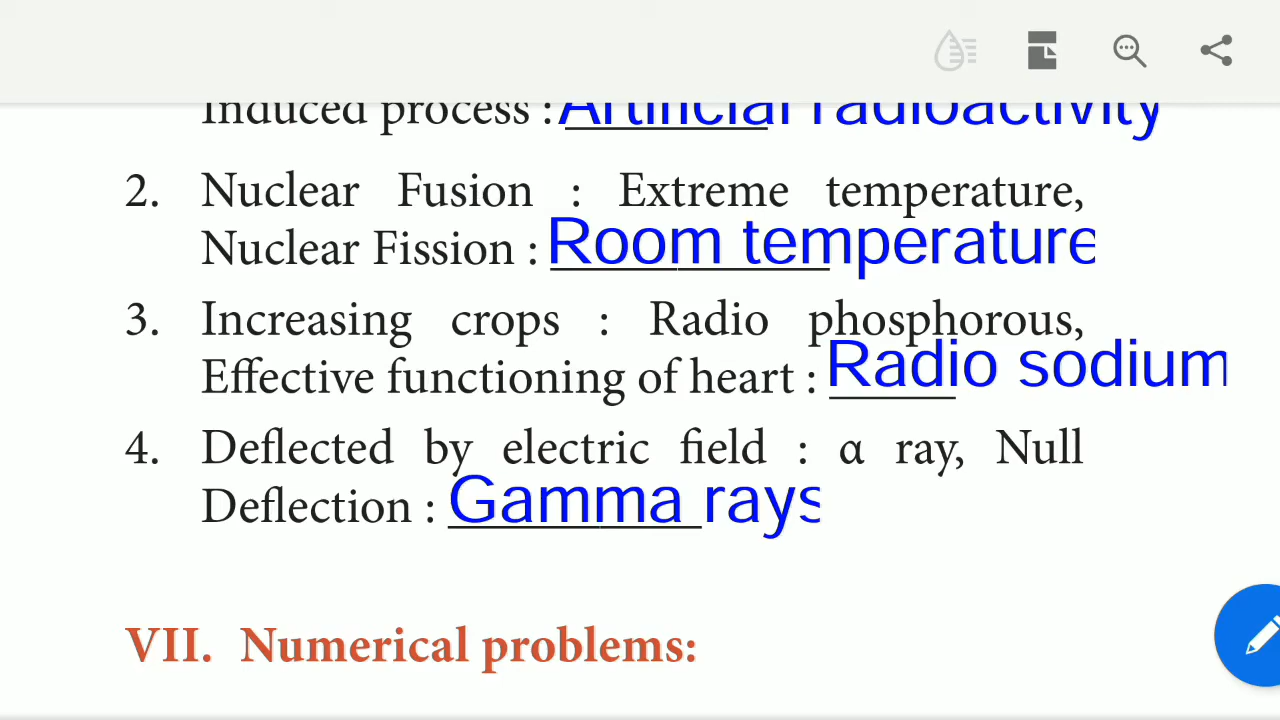 Induced process : Artificial radioactivity
2. Nuclear Fusion : Extreme temperature,
Nuclear Fission : Room temperature
3. Increasing crops : Radio phosphorous,
Effective functioning of heart : Radio sodium
4. Deflected by electric field : α ray, Null
Deflection : Gamma rays
VII. Numerical problems: